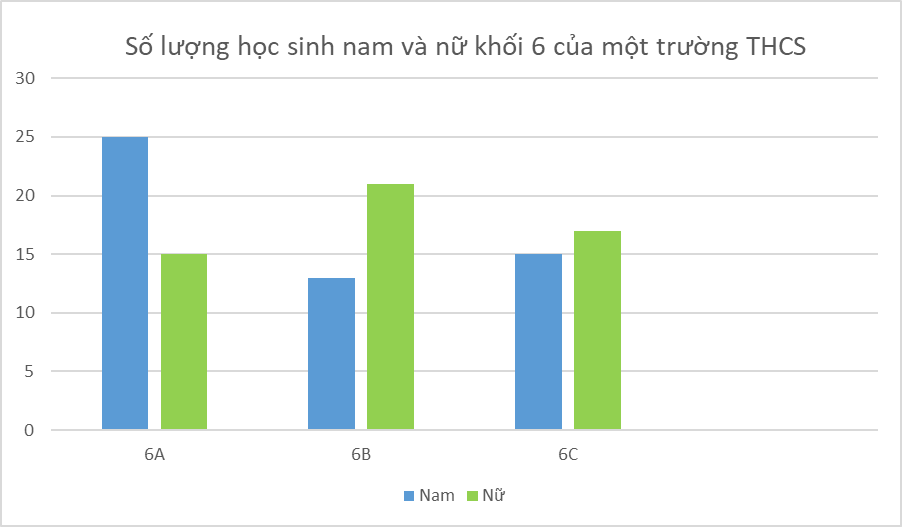 Số lượng học sinh nam và nữ khối 6 của một trường THCS
30
25
20
15
10
5
0
6A 6B 6C
Nam Nữ